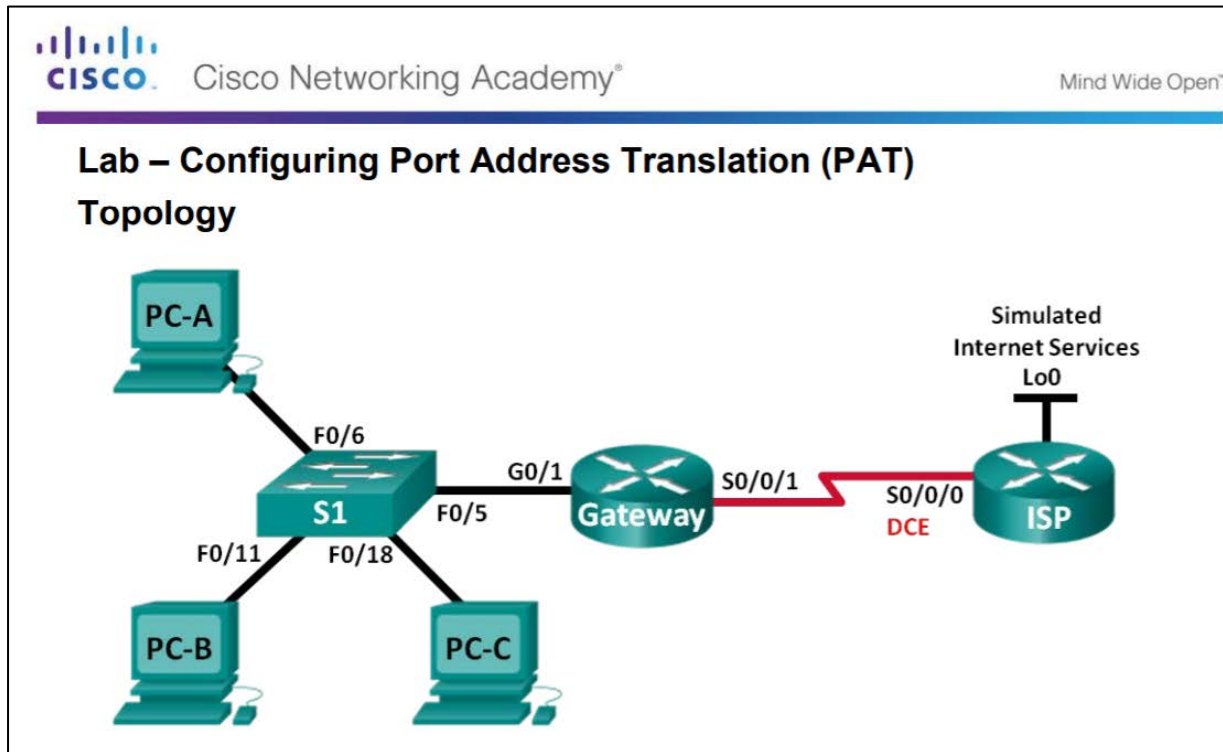 CISCO. Cisco Networking Academy® Mind Wide Open™
Lab – Configuring Port Address Translation (PAT)
Topology
PC-A
Simulated
Internet Services
Lo0
F0/6
G0/1
S0/0/1
S0/0/0
S1
F0/5
Gateway
DCE
ISP
F0/11
F0/18
PC-B
PC-C